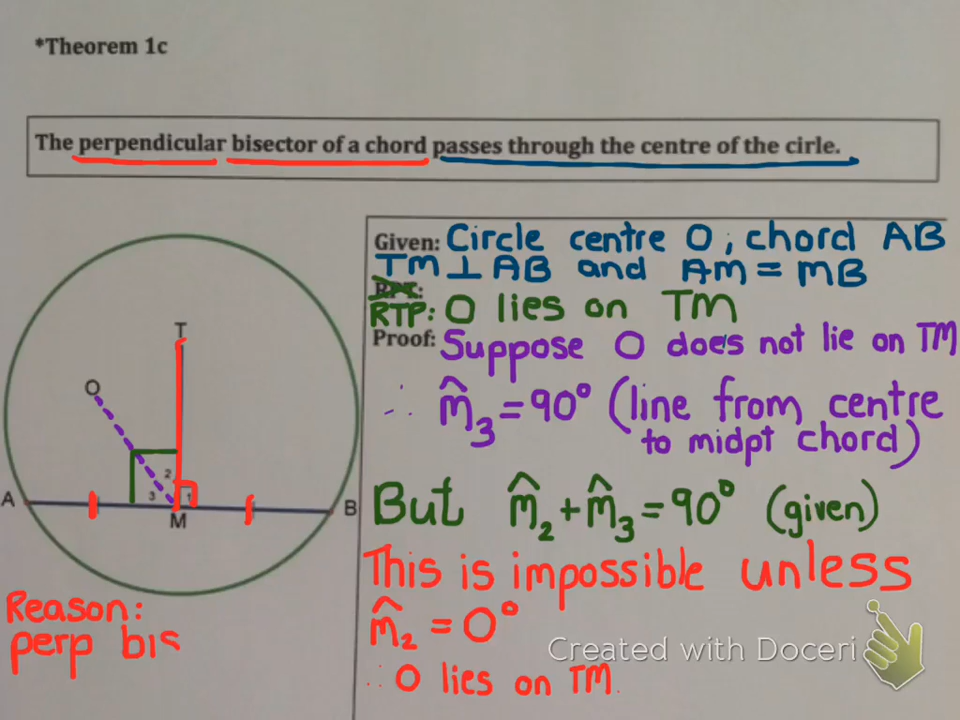 *Theorem 1c
The perpendicular bisector of a chord passes through the centre of the cirle.
Given: Circle centre O, chord AB
TM ⊥ AB and AM = MB
RPT:
RTP: O lies on TM
Proof: Suppose O does not lie on TM
∴ M̂3 = 90° (line from centre
to midpt chord)
But M̂2 + M̂3 = 90° (given)
This is impossible unless
M̂2 = 0°
∴ O lies on TM.
T
O
2
3
1
A
M
B
Reason:
perp bis
Created with Doceri